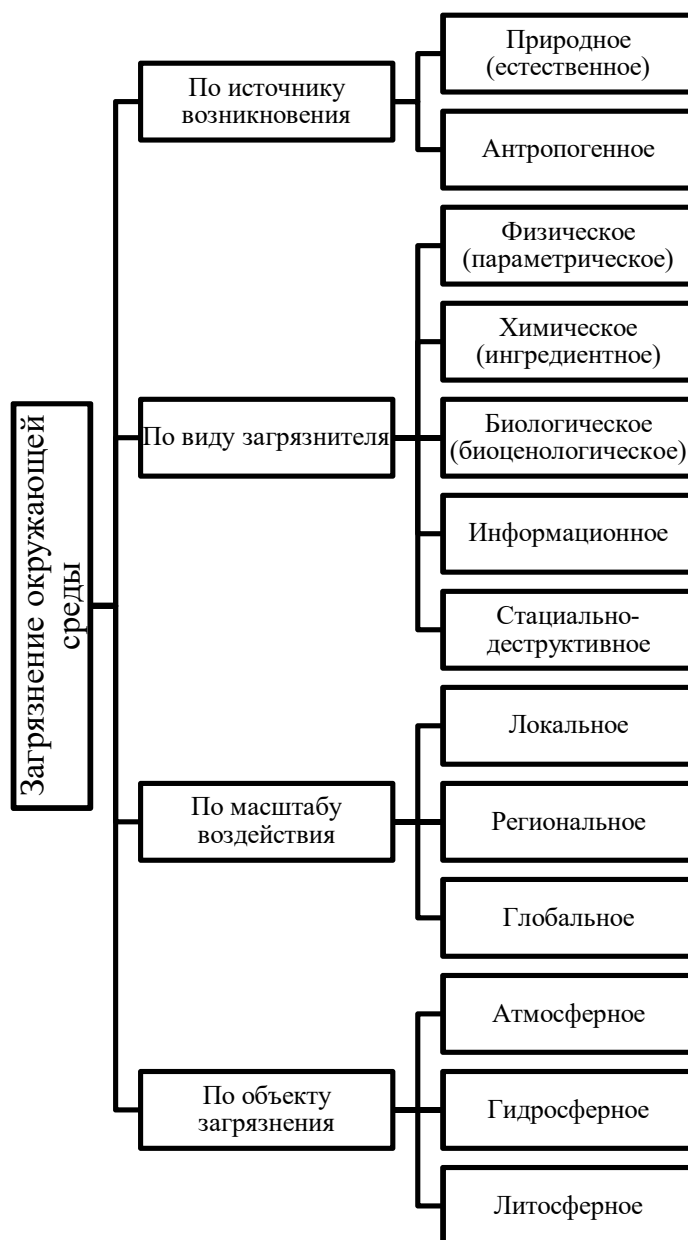 Загрязнение окружающей
среды
По источнику
возникновения
Природное
(естественное)
Антропогенное
По виду загрязнителя
Физическое
(параметрическое)
Химическое
(ингредиентное)
Биологическое
(биоценологическое)
Информационное
Стациально-
деструктивное
По масштабу
воздействия
Локальное
Региональное
Глобальное
По объекту
загрязнения
Атмосферное
Гидросферное
Литосферное